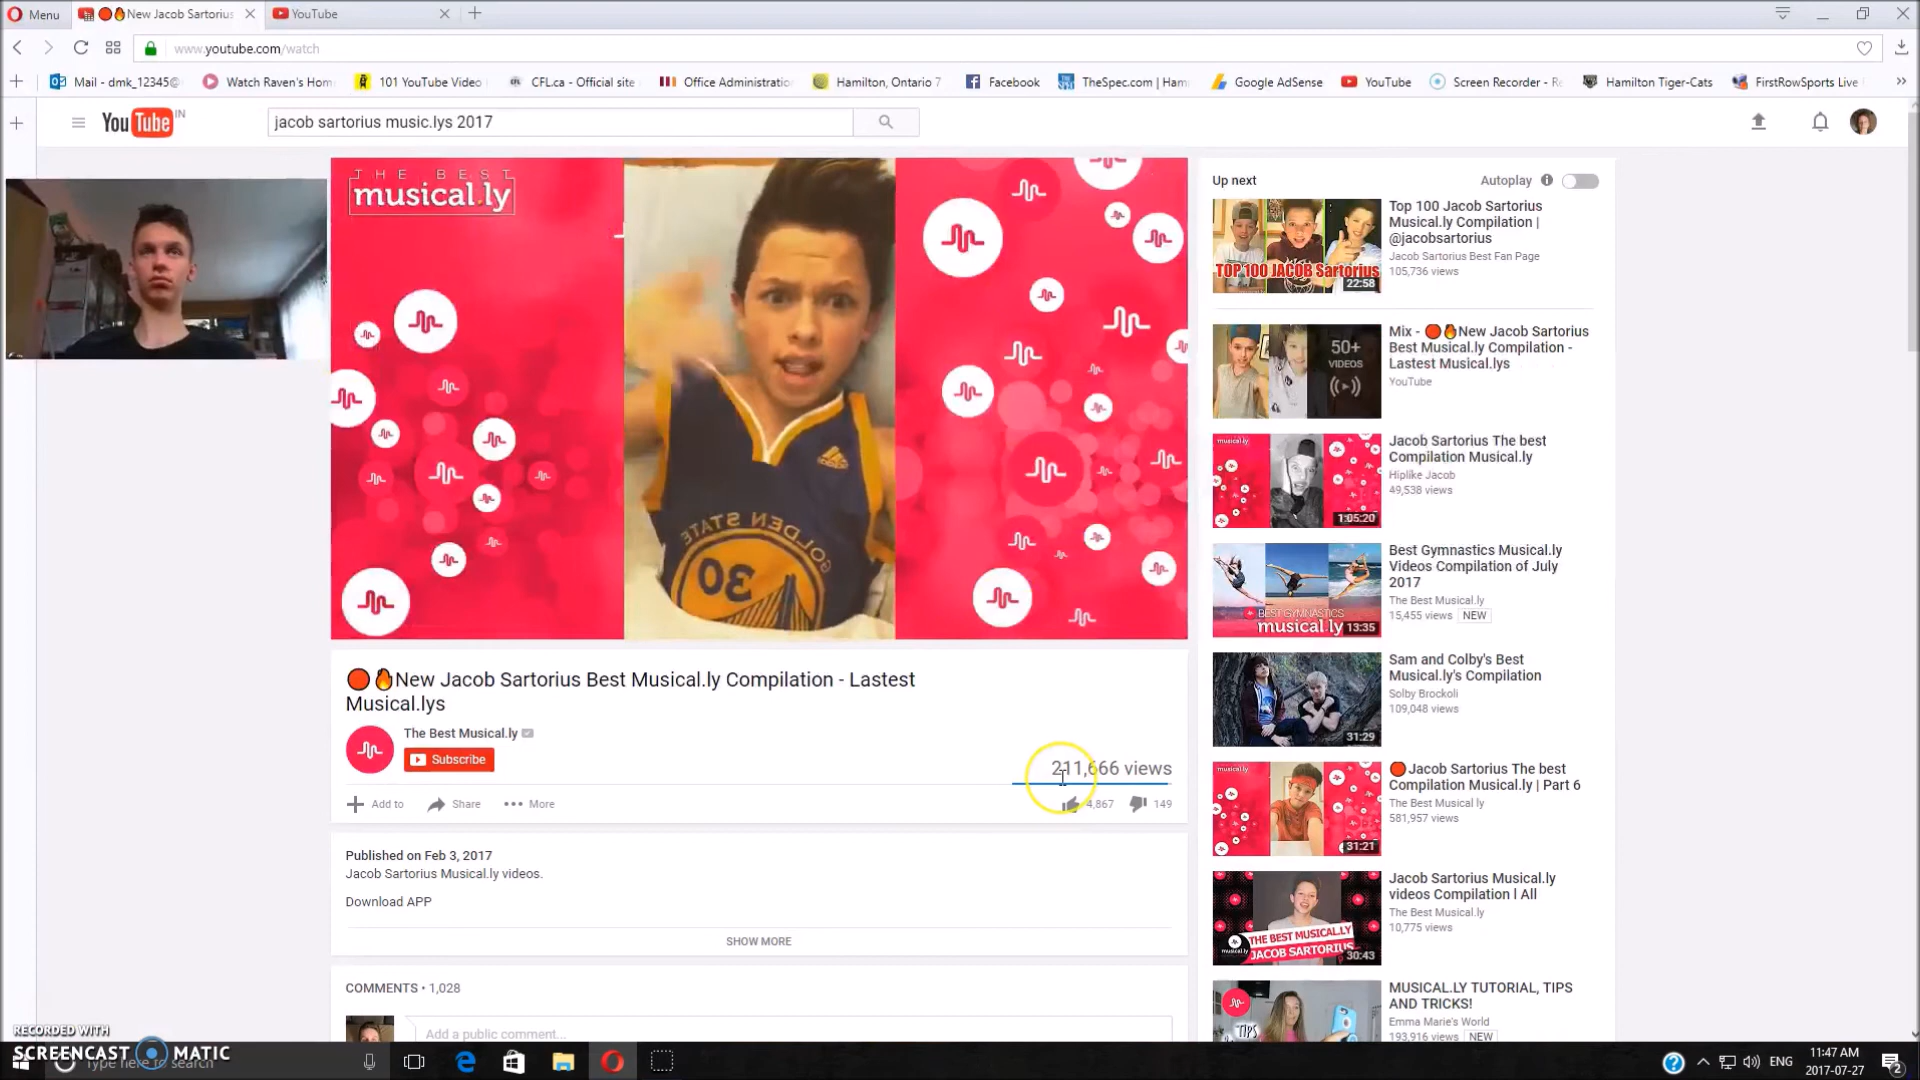 Menu
New Jacob Sartorius
YouTube
www.youtube.com/watch
Mail - dmk_12345@
Watch Raven's Hom
101 YouTube Video
CFL.ca - Official site
Office Administratio
Hamilton, Ontario 7
Facebook
TheSpec.com | Ham
Google AdSense
YouTube
Screen Recorder - Re
Hamilton Tiger-Cats
FirstRowSports Live
YouTube IN
jacob sartorius music.lys 2017
THE BEST
musical.ly
GOLDEN STATE
30
New Jacob Sartorius Best Musical.ly Compilation - Lastest
Musical.lys
The Best Musical.ly
Subscribe
211,666 views
Add to
Share
More
4,867
149
Published on Feb 3, 2017
Jacob Sartorius Musical.ly videos.
Download APP
SHOW MORE
COMMENTS • 1,028
Add a public comment...
Up next
Autoplay
Top 100 Jacob Sartorius
Musical.ly Compilation |
@jacobsartorius
Jacob Sartorius Best Fan Page
105,736 views
TOP 100 JACOB Sartorius
22:58
Mix - New Jacob Sartorius
Best Musical.ly Compilation -
Lastest Musical.lys
YouTube
50+
VIDEOS
Jacob Sartorius The best
Compilation Musical.ly
Hiplike Jacob
49,538 views
musical.ly
1:05:20
Best Gymnastics Musical.ly
Videos Compilation of July
2017
The Best Musical.ly
15,455 views NEW
BEST GYMNASTICS
musical.ly
13:35
Sam and Colby's Best
Musical.ly's Compilation
Solby Brockoli
109,048 views
31:29
Jacob Sartorius The best
Compilation Musical.ly | Part 6
The Best Musical.ly
581,957 views
musical.ly
31:21
Jacob Sartorius Musical.ly
videos Compilation l All
The Best Musical.ly
10,775 views
THE BEST MUSICAL.LY
JACOB SARTORIUS
musical.ly
30:43
MUSICAL.LY TUTORIAL, TIPS
AND TRICKS!
Emma Marie's World
193,916 views NEW
TIPS
RECORDED WITH
SCREENCAST MATIC
Type here to search
ENG
11:47 AM
2017-07-27
2